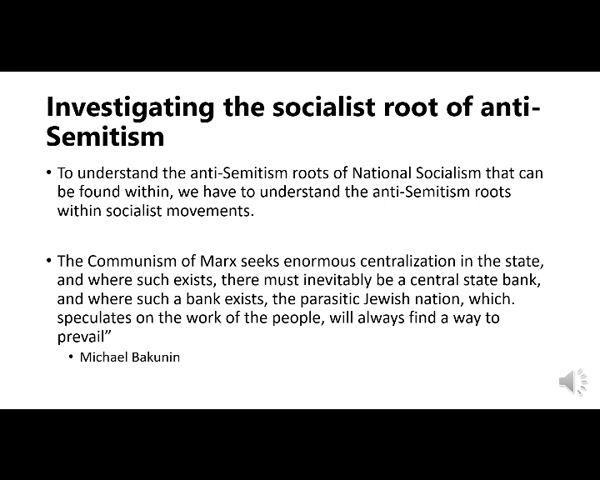 Investigating the socialist root of anti-
Semitism
• To understand the anti-Semitism roots of National Socialism that can
be found within, we have to understand the anti-Semitism roots
within socialist movements.
• The Communism of Marx seeks enormous centralization in the state,
and where such exists, there must inevitably be a central state bank,
and where such a bank exists, the parasitic Jewish nation, which.
speculates on the work of the people, will always find a way to
prevail”
• Michael Bakunin